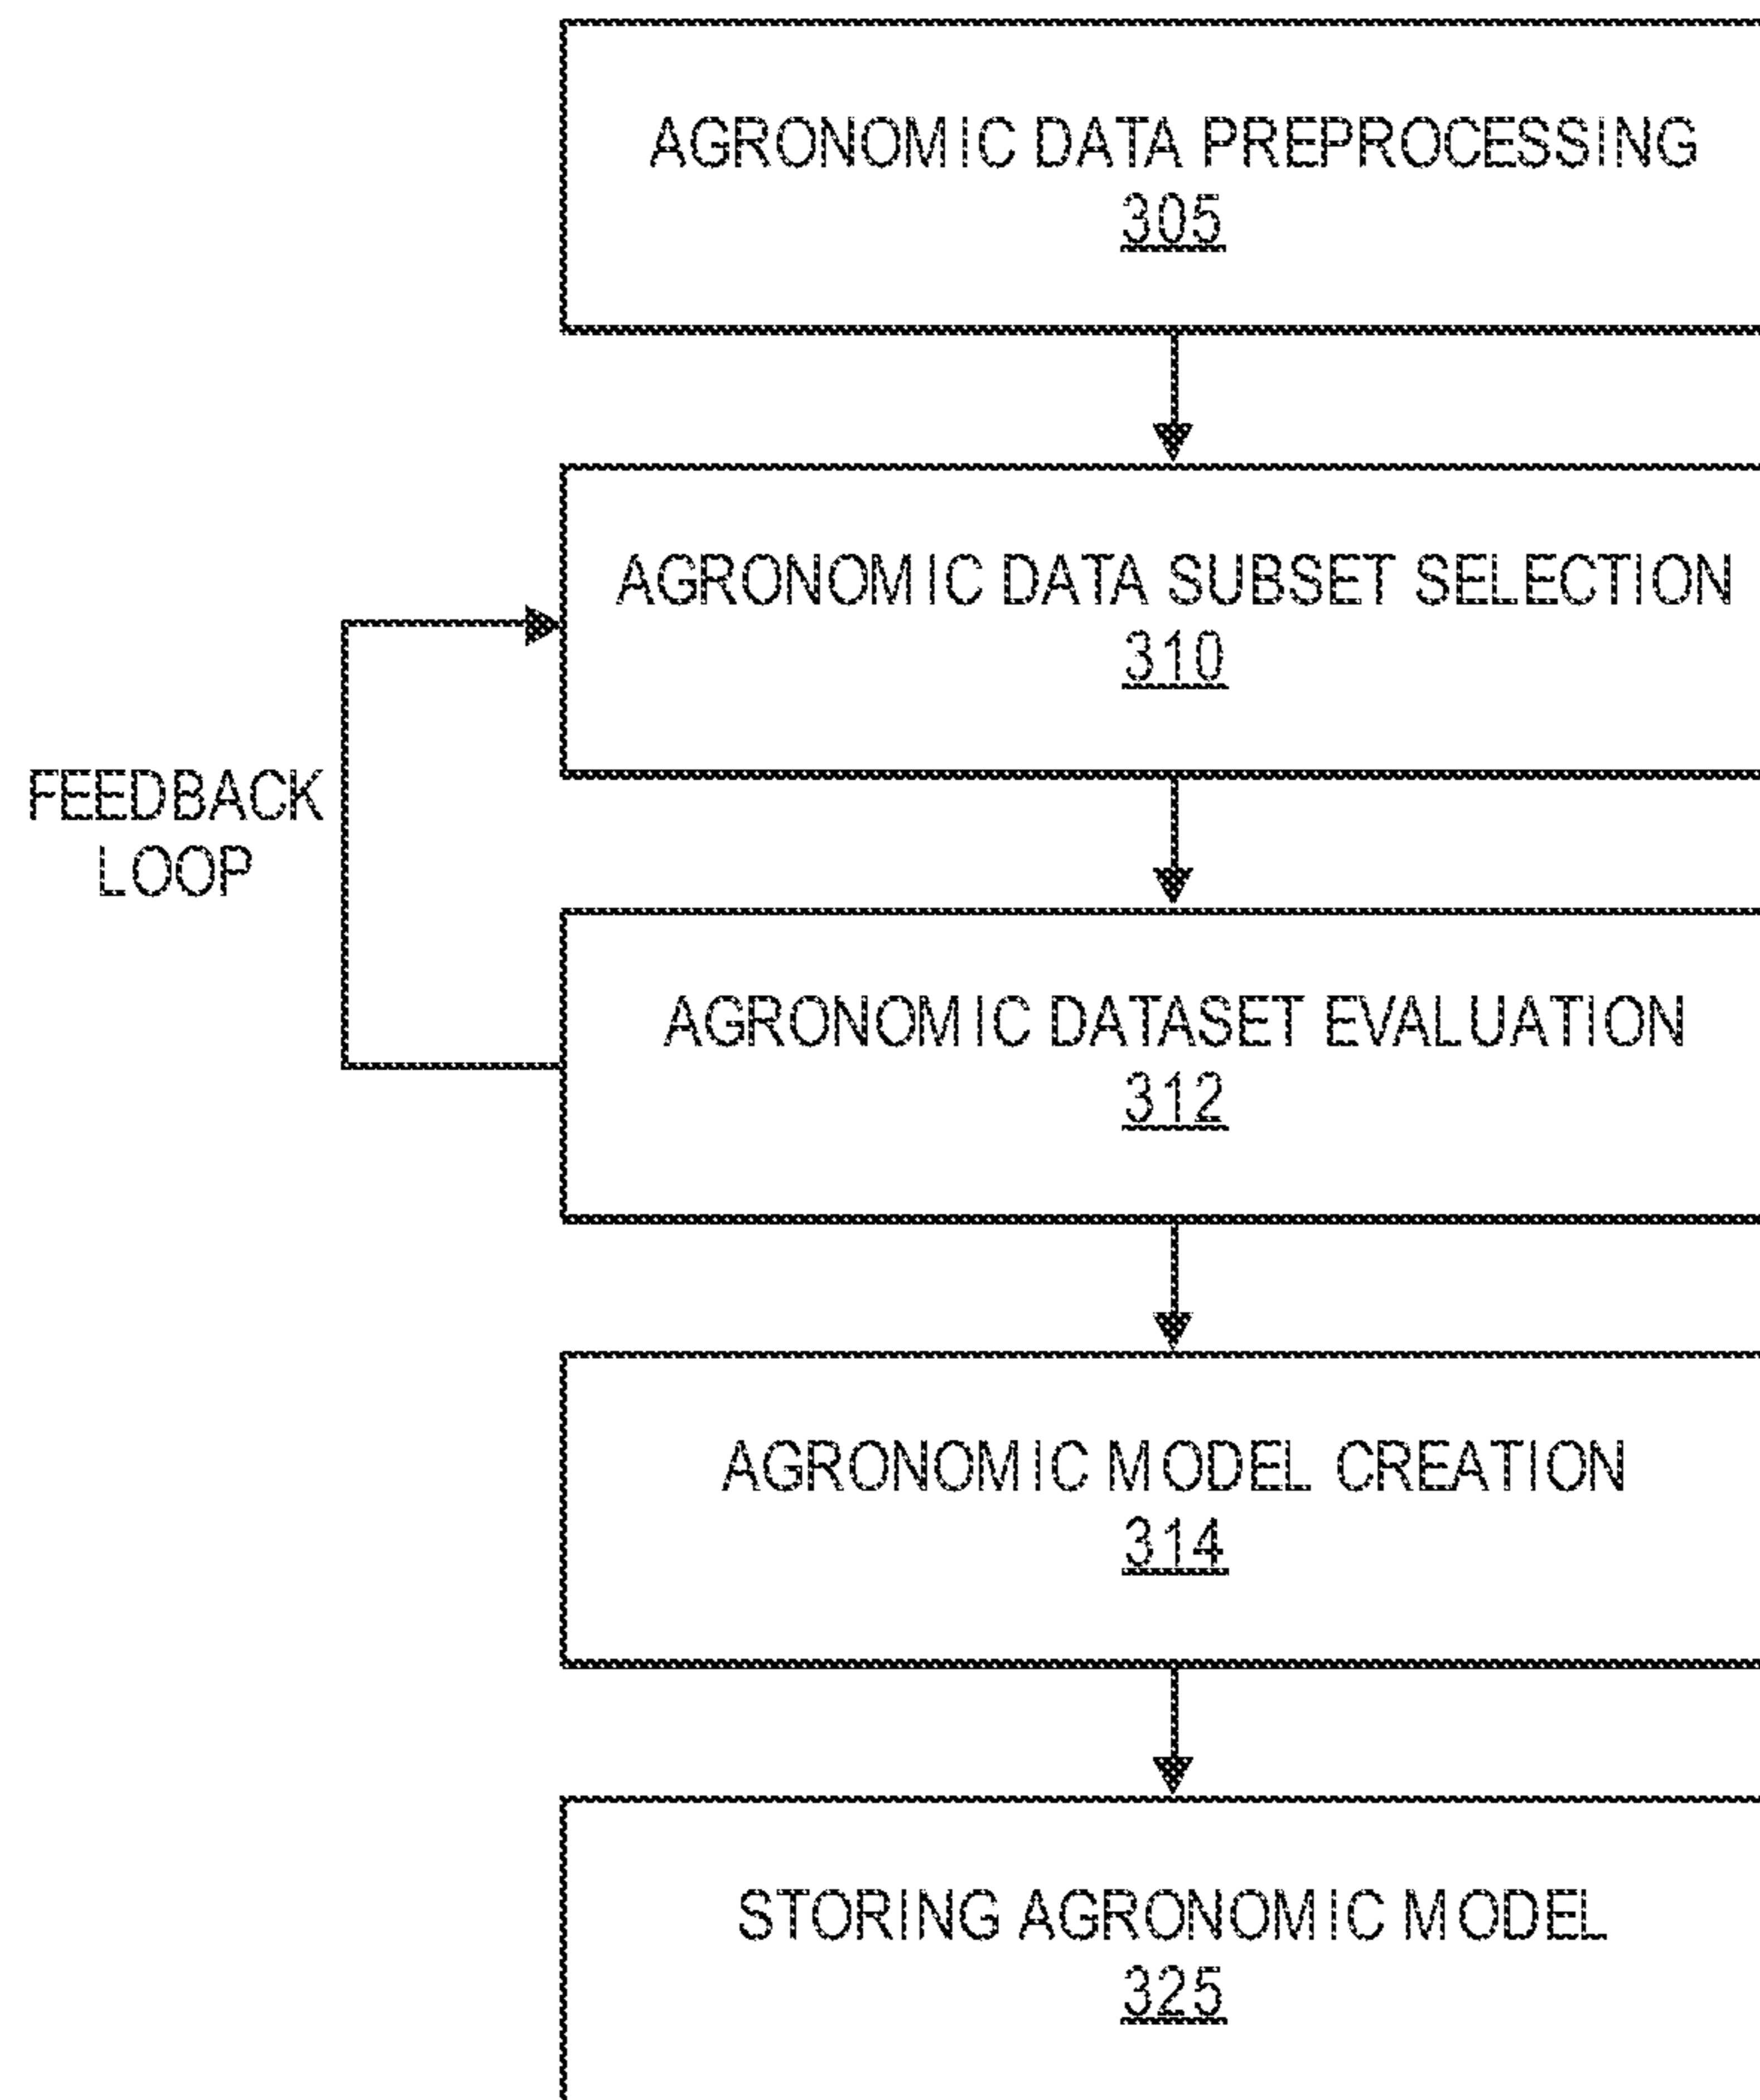 AGRONOMIC DATA PREPROCESSING
305
AGRONOMIC DATA SUBSET SELECTION
310
FEEDBACK
LOOP
AGRONOMIC DATASET EVALUATION
312
AGRONOMIC MODEL CREATION
314
STORING AGRONOMIC MODEL
325